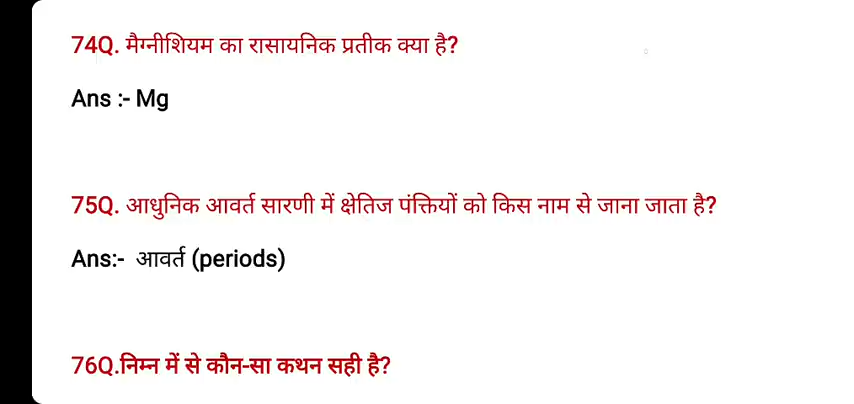 74Q. मैग्नीशियम का रासायनिक प्रतीक क्या है?
Ans :- Mg
75Q. आधुनिक आवर्त सारणी में क्षेतिज पंक्तियों को किस नाम से जाना जाता है?
Ans:- आवर्त (periods)
76Q.निम्न में से कौन-सा कथन सही है?